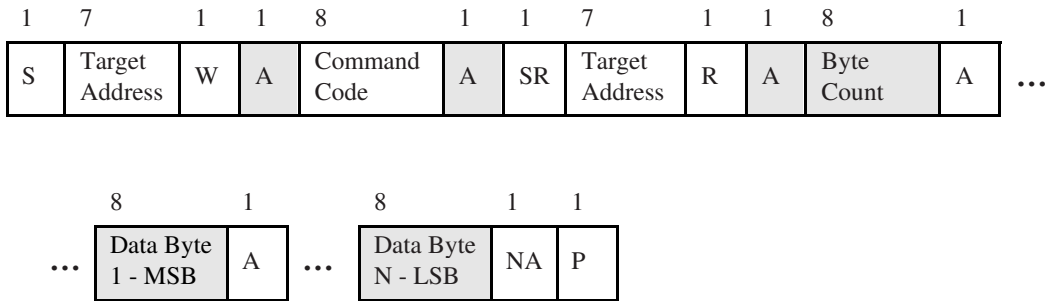 1 7 1 1 8 1 1 7 1 1 8 1
S Target Address W A Command Code A SR Target Address R A Byte Count A ...
8 1 8 1 1
... Data Byte 1 - MSB A ... Data Byte N - LSB NA P